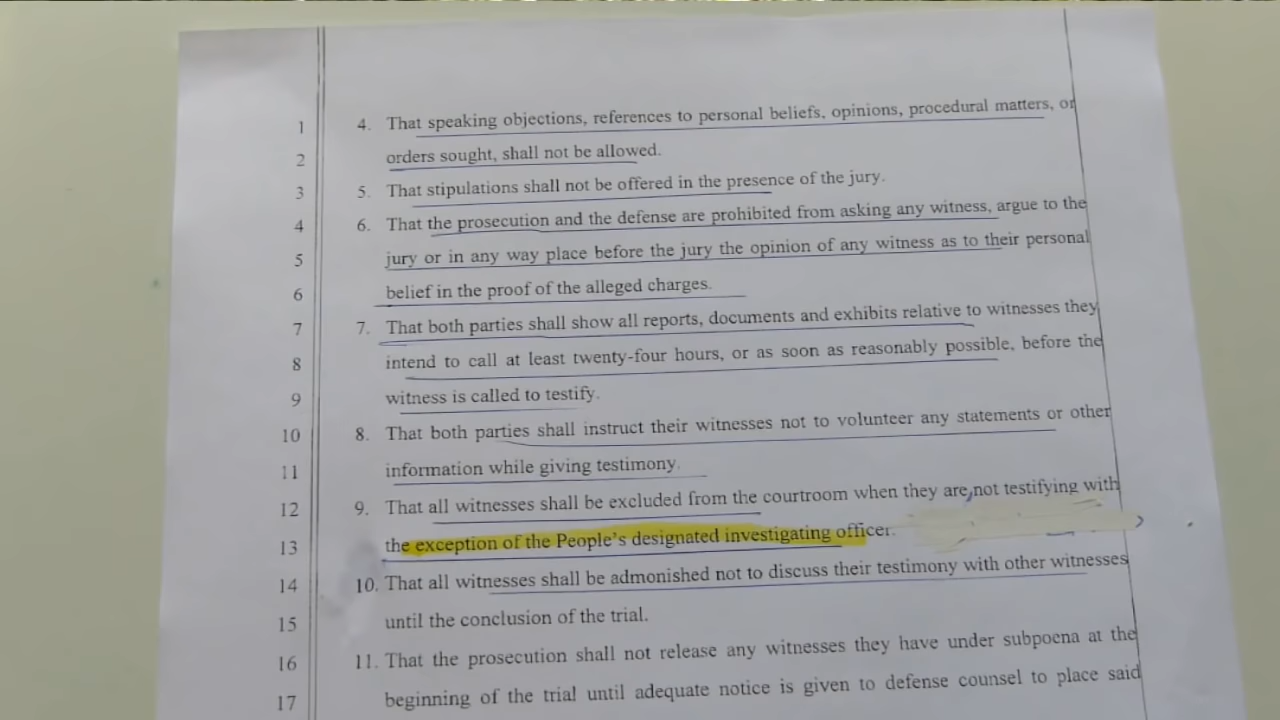 1 4. That speaking objections, references to personal beliefs, opinions, procedural matters, or
2 orders sought, shall not be allowed.
3 5. That stipulations shall not be offered in the presence of the jury.
4 6. That the prosecution and the defense are prohibited from asking any witness, argue to the
5 jury or in any way place before the jury the opinion of any witness as to their personal
6 belief in the proof of the alleged charges.
7 7. That both parties shall show all reports, documents and exhibits relative to witnesses they
8 intend to call at least twenty-four hours, or as soon as reasonably possible, before the
9 witness is called to testify.
10 8. That both parties shall instruct their witnesses not to volunteer any statements or other
11 information while giving testimony.
12 9. That all witnesses shall be excluded from the courtroom when they are not testifying with
13 the exception of the People's designated investigating officer.
14 10. That all witnesses shall be admonished not to discuss their testimony with other witnesses
15 until the conclusion of the trial.
16 11. That the prosecution shall not release any witnesses they have under subpoena at the
17 beginning of the trial until adequate notice is given to defense counsel to place said